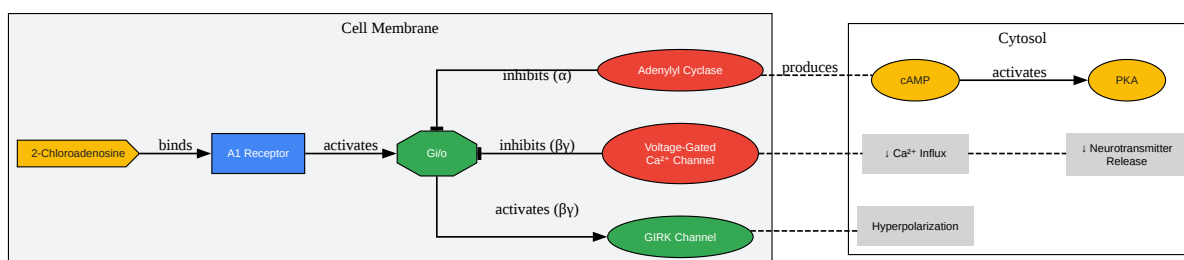 Cell Membrane
Cytosol
Adenylyl Cyclase
produces
inhibits (α)
cAMP
activates
PKA
2-Chloroadenosine
binds
A1 Receptor
activates
Gi/o
inhibits (βγ)
Voltage-Gated
Ca²⁺ Channel
↓ Ca²⁺ Influx
↓ Neurotransmitter
Release
activates (βγ)
GIRK Channel
Hyperpolarization